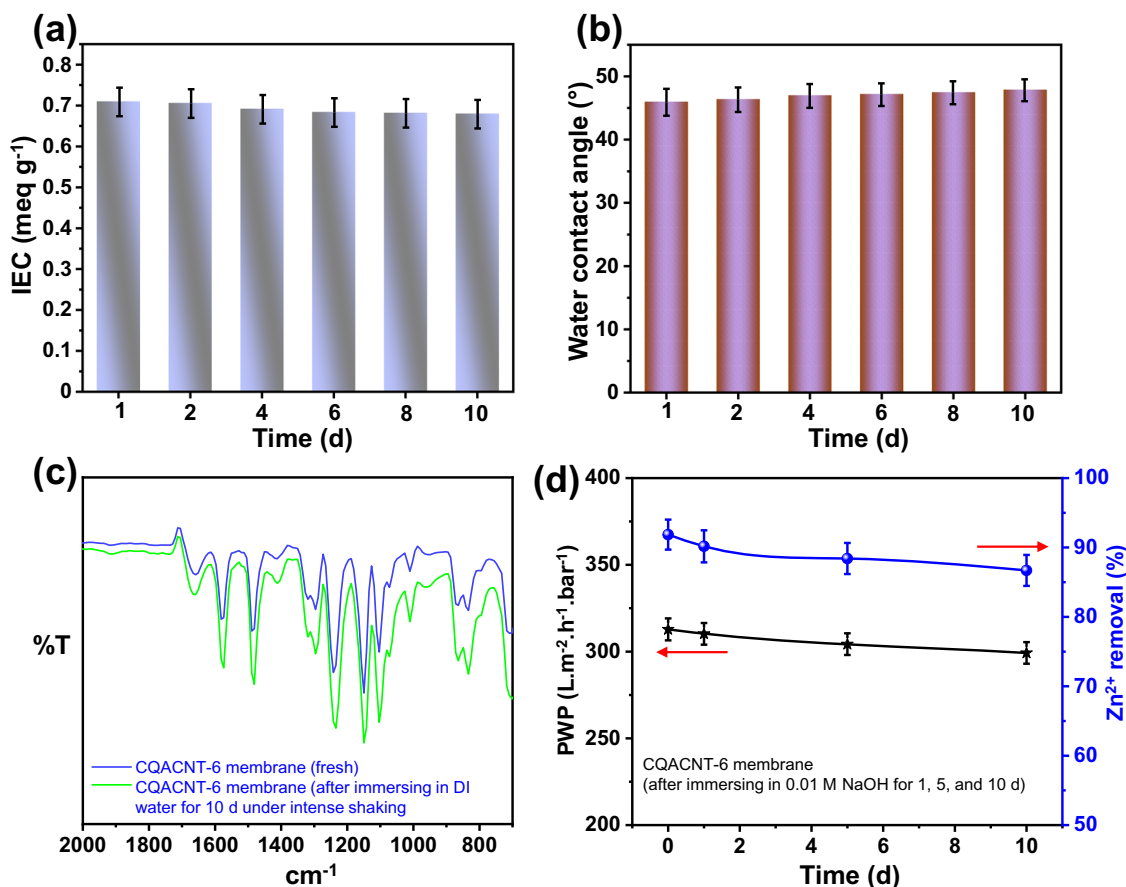 (a)
IEC (meq g⁻¹)
0.8
0.7
0.6
0.5
0.4
0.3
0.2
0.1
0
1 2 4 6 8 10
Time (d)
(b)
Water contact angle (°)
50
40
30
20
10
0
1 2 4 6 8 10
Time (d)
(c)
%T
CQACNT-6 membrane (fresh)
CQACNT-6 membrane (after immersing in DI
water for 10 d under intense shaking
2000 1800 1600 1400 1200 1000 800
cm⁻¹
(d)
PWP (L.m⁻².h⁻¹.bar⁻¹)
400
375
350
325
300
275
250
225
200
100
90
80
70
60
50
Zn²⁺ removal (%)
CQACNT-6 membrane
(after immersing in 0.01 M NaOH for 1, 5, and 10 d)
0 2 4 6 8 10
Time (d)